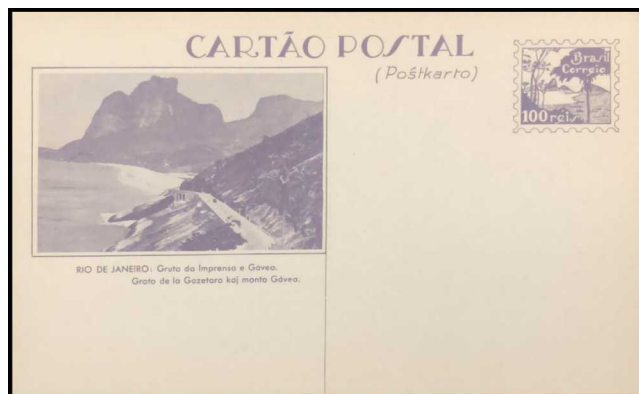 CARTÃO POSTAL
(Poŝtkarto)
Brasil
Correio
100 reis
RIO DE JANEIRO: Gruta da Imprensa e Gávea.
Groto de la Gazetaro kaj monto Gávea.